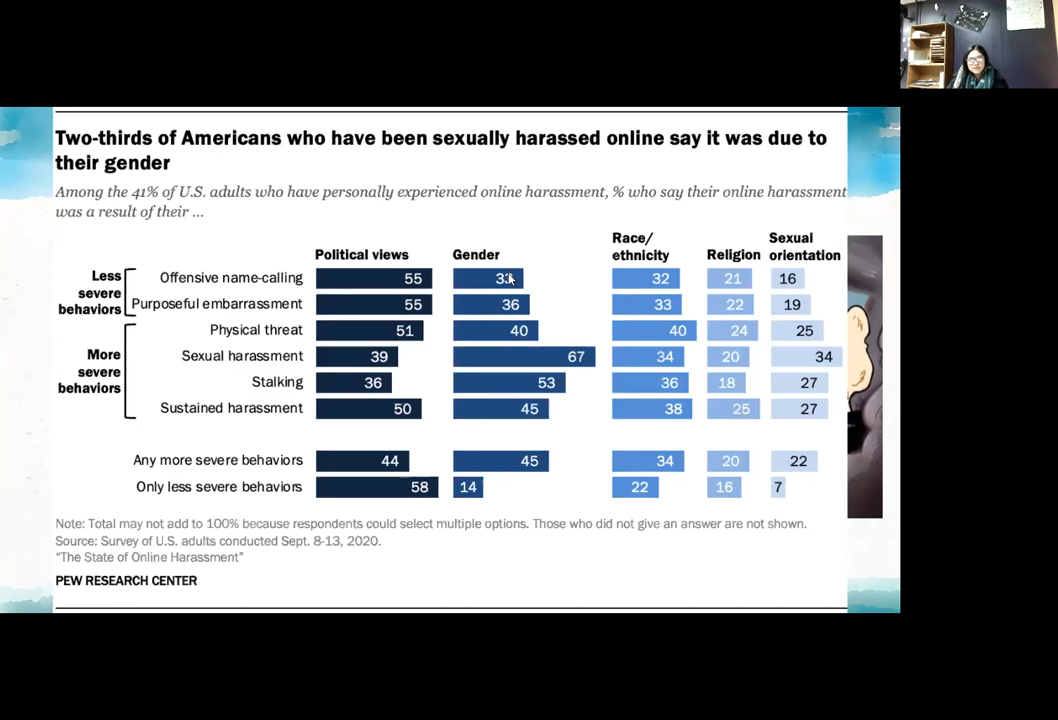 Two-thirds of Americans who have been sexually harassed online say it was due to
their gender
Among the 41% of U.S. adults who have personally experienced online harassment, % who say their online harassment
was a result of their ...
Political views Gender Race/ethnicity Religion Sexual orientation
Less severe behaviors
Offensive name-calling 55 33 32 21 16
Purposeful embarrassment 55 36 33 22 19
More severe behaviors
Physical threat 51 40 40 24 25
Sexual harassment 39 67 34 20 34
Stalking 36 53 36 18 27
Sustained harassment 50 45 38 25 27
Any more severe behaviors 44 45 34 20 22
Only less severe behaviors 58 14 22 16 7
Note: Total may not add to 100% because respondents could select multiple options. Those who did not give an answer are not shown.
Source: Survey of U.S. adults conducted Sept. 8-13, 2020.
"The State of Online Harassment"
PEW RESEARCH CENTER